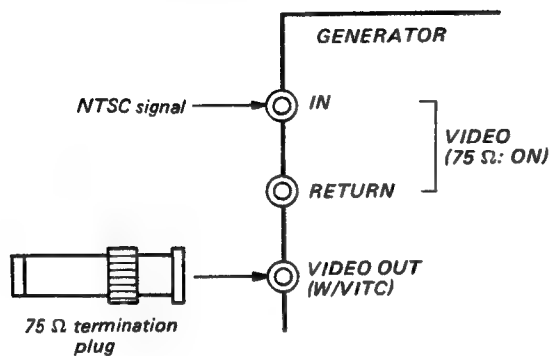 GENERATOR
NTSC signal
IN
VIDEO
(75 Ω: ON)
RETURN
VIDEO OUT
(W/VITC)
75 Ω termination
plug